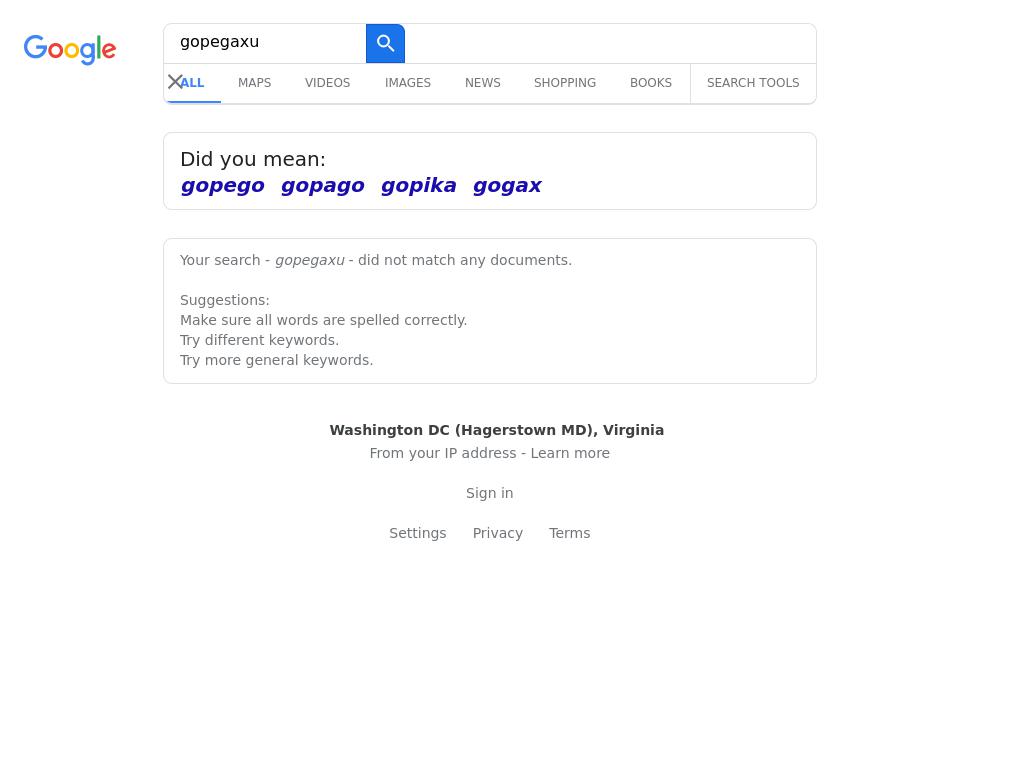 Google
gopegaxu
ALL MAPS VIDEOS IMAGES NEWS SHOPPING BOOKS SEARCH TOOLS
Did you mean:
gopego gopago gopika gogax
Your search - gopegaxu - did not match any documents.
Suggestions:
Make sure all words are spelled correctly.
Try different keywords.
Try more general keywords.
Washington DC (Hagerstown MD), Virginia
From your IP address - Learn more
Sign in
Settings Privacy Terms